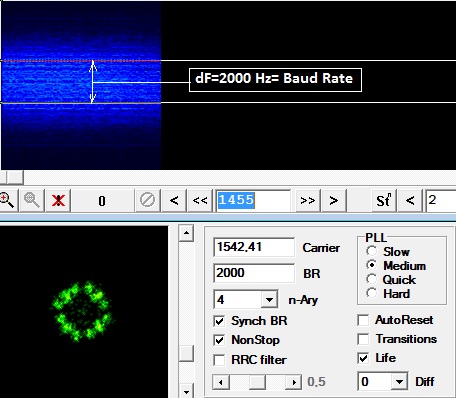 dF=2000 Hz= Baud Rate
0 < << 1455 >> > St < 2
1542,41 Carrier
2000 BR
4 n-Ary
Synch BR
NonStop
RRC filter
0,5
PLL
Slow
Medium
Quick
Hard
AutoReset
Transitions
Life
0 Diff